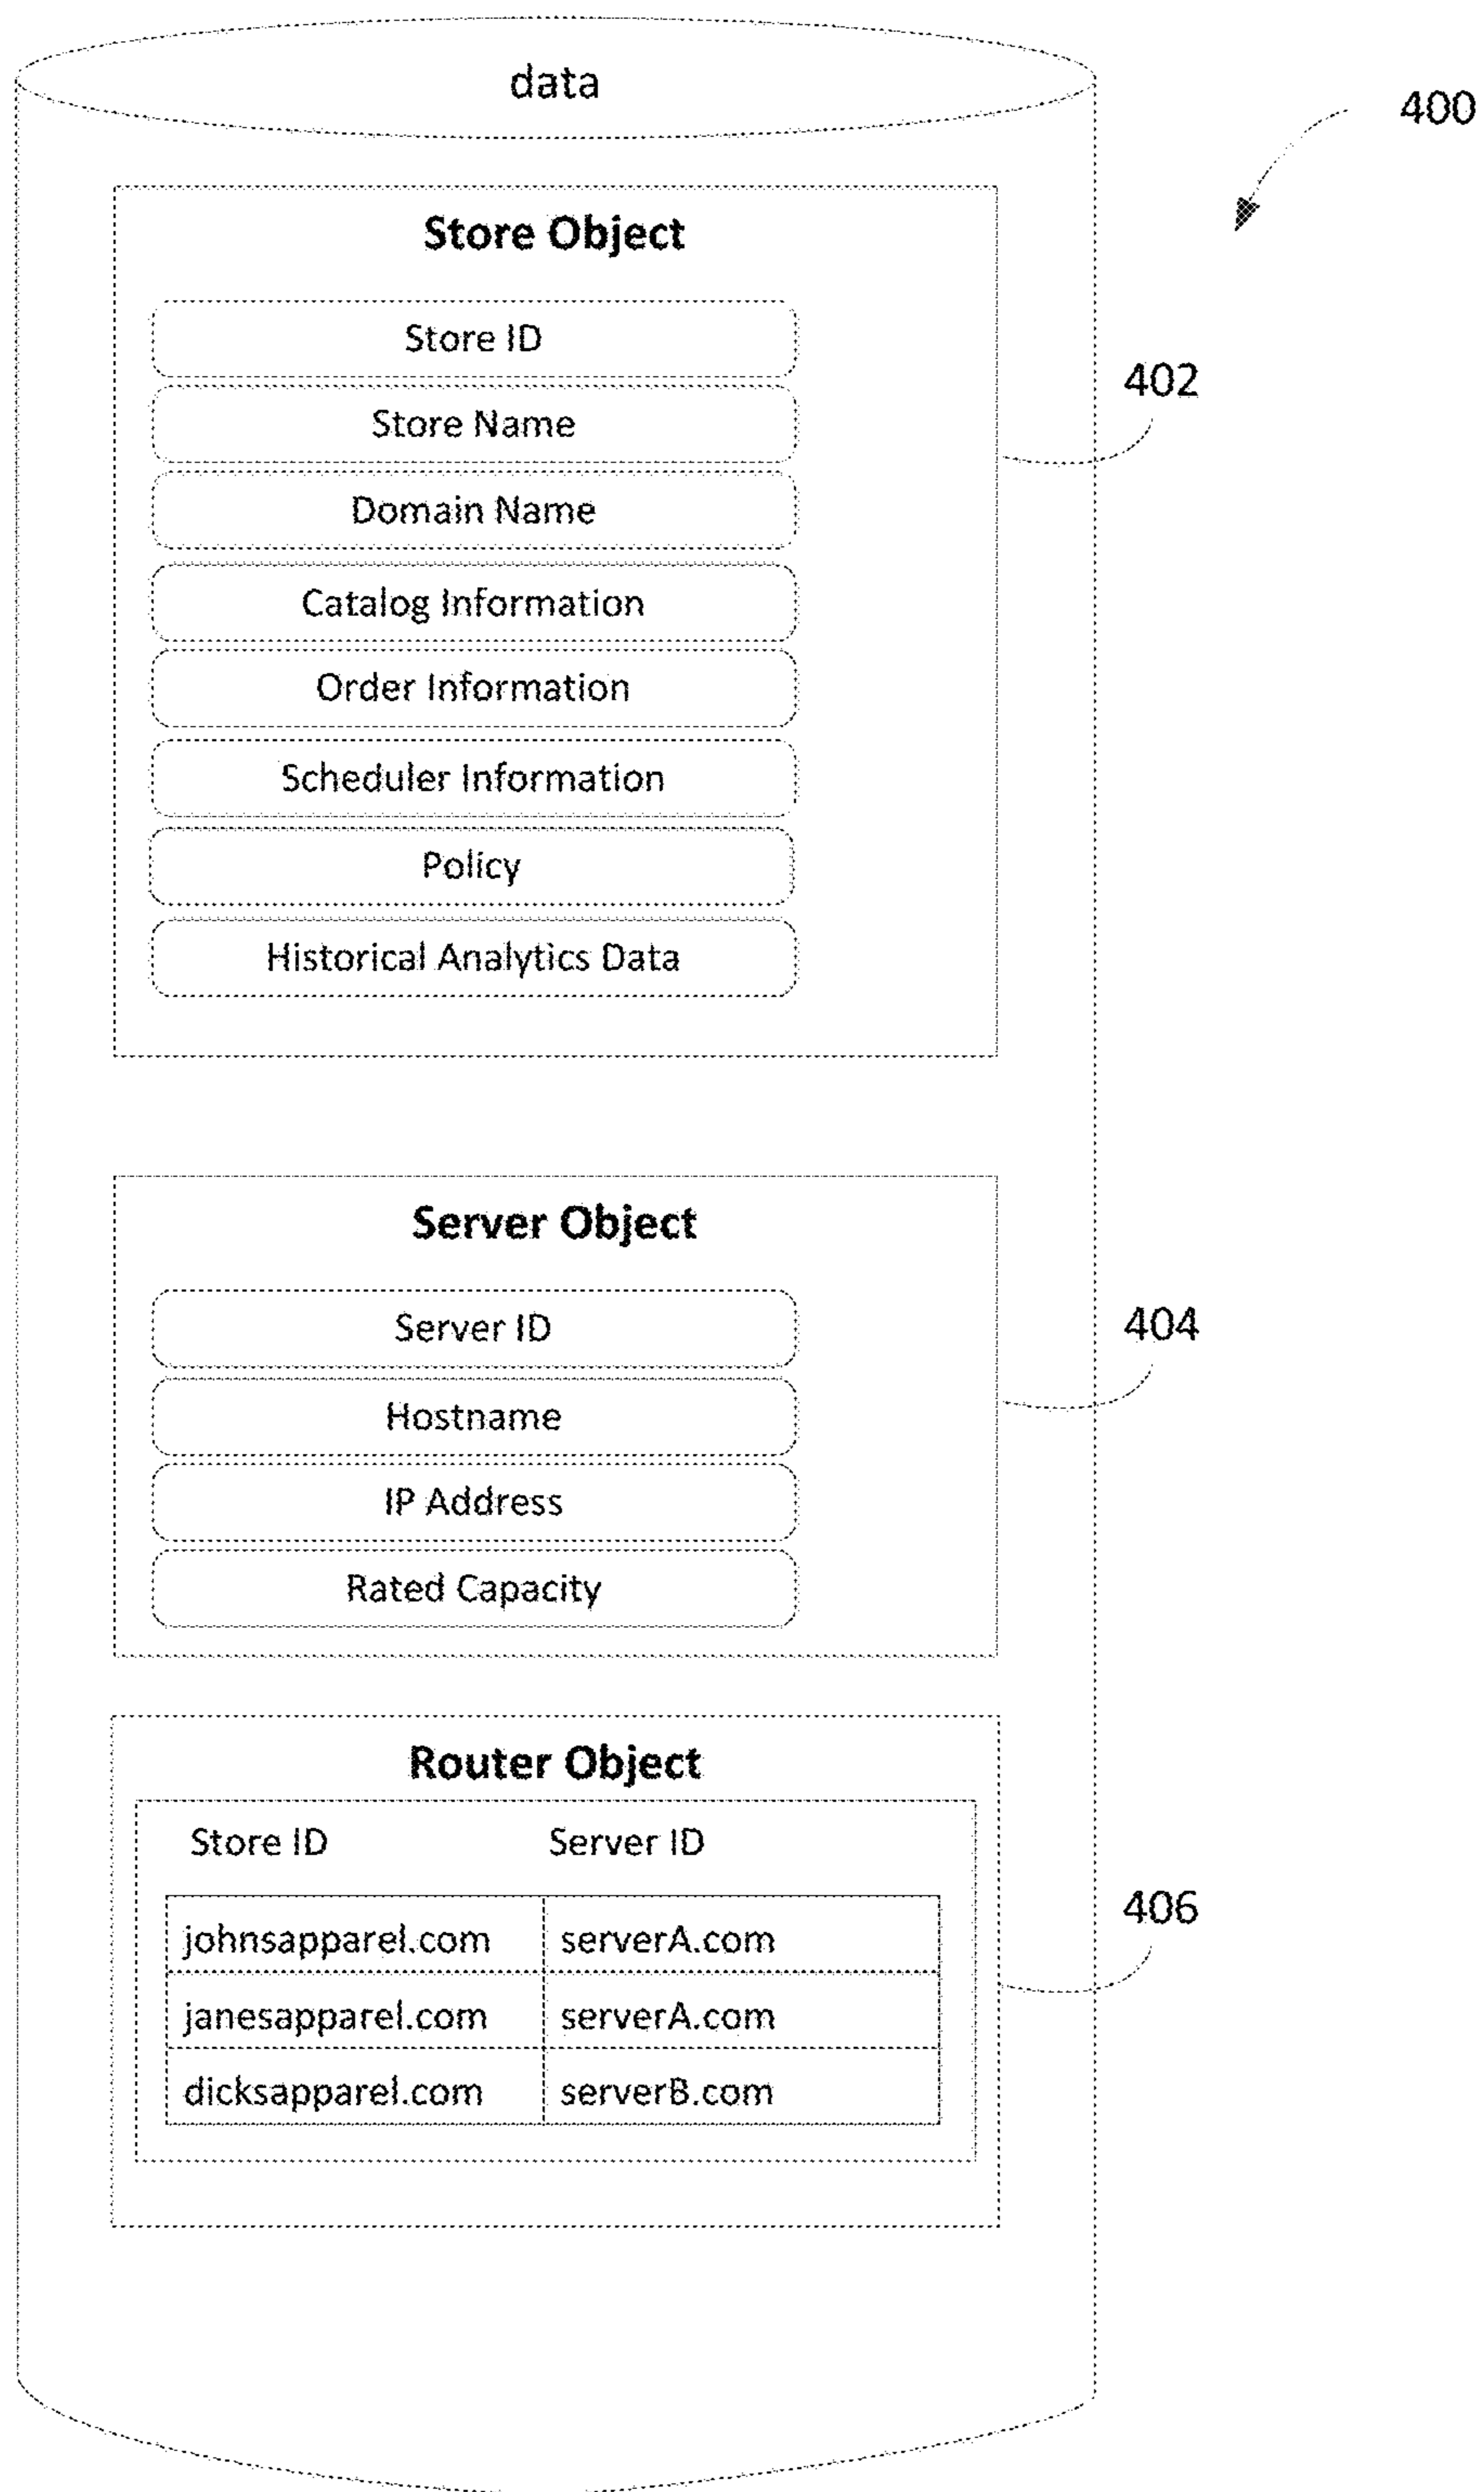 data
400
Store Object
Store ID
402
Store Name
Domain Name
Catalog Information
Order Information
Scheduler Information
Policy
Historical Analytics Data
Server Object
Server ID
404
Hostname
IP Address
Rated Capacity
Router Object
Store ID Server ID
406
johnsapparel.com serverA.com
janesapparel.com serverA.com
dicksapparel.com serverB.com